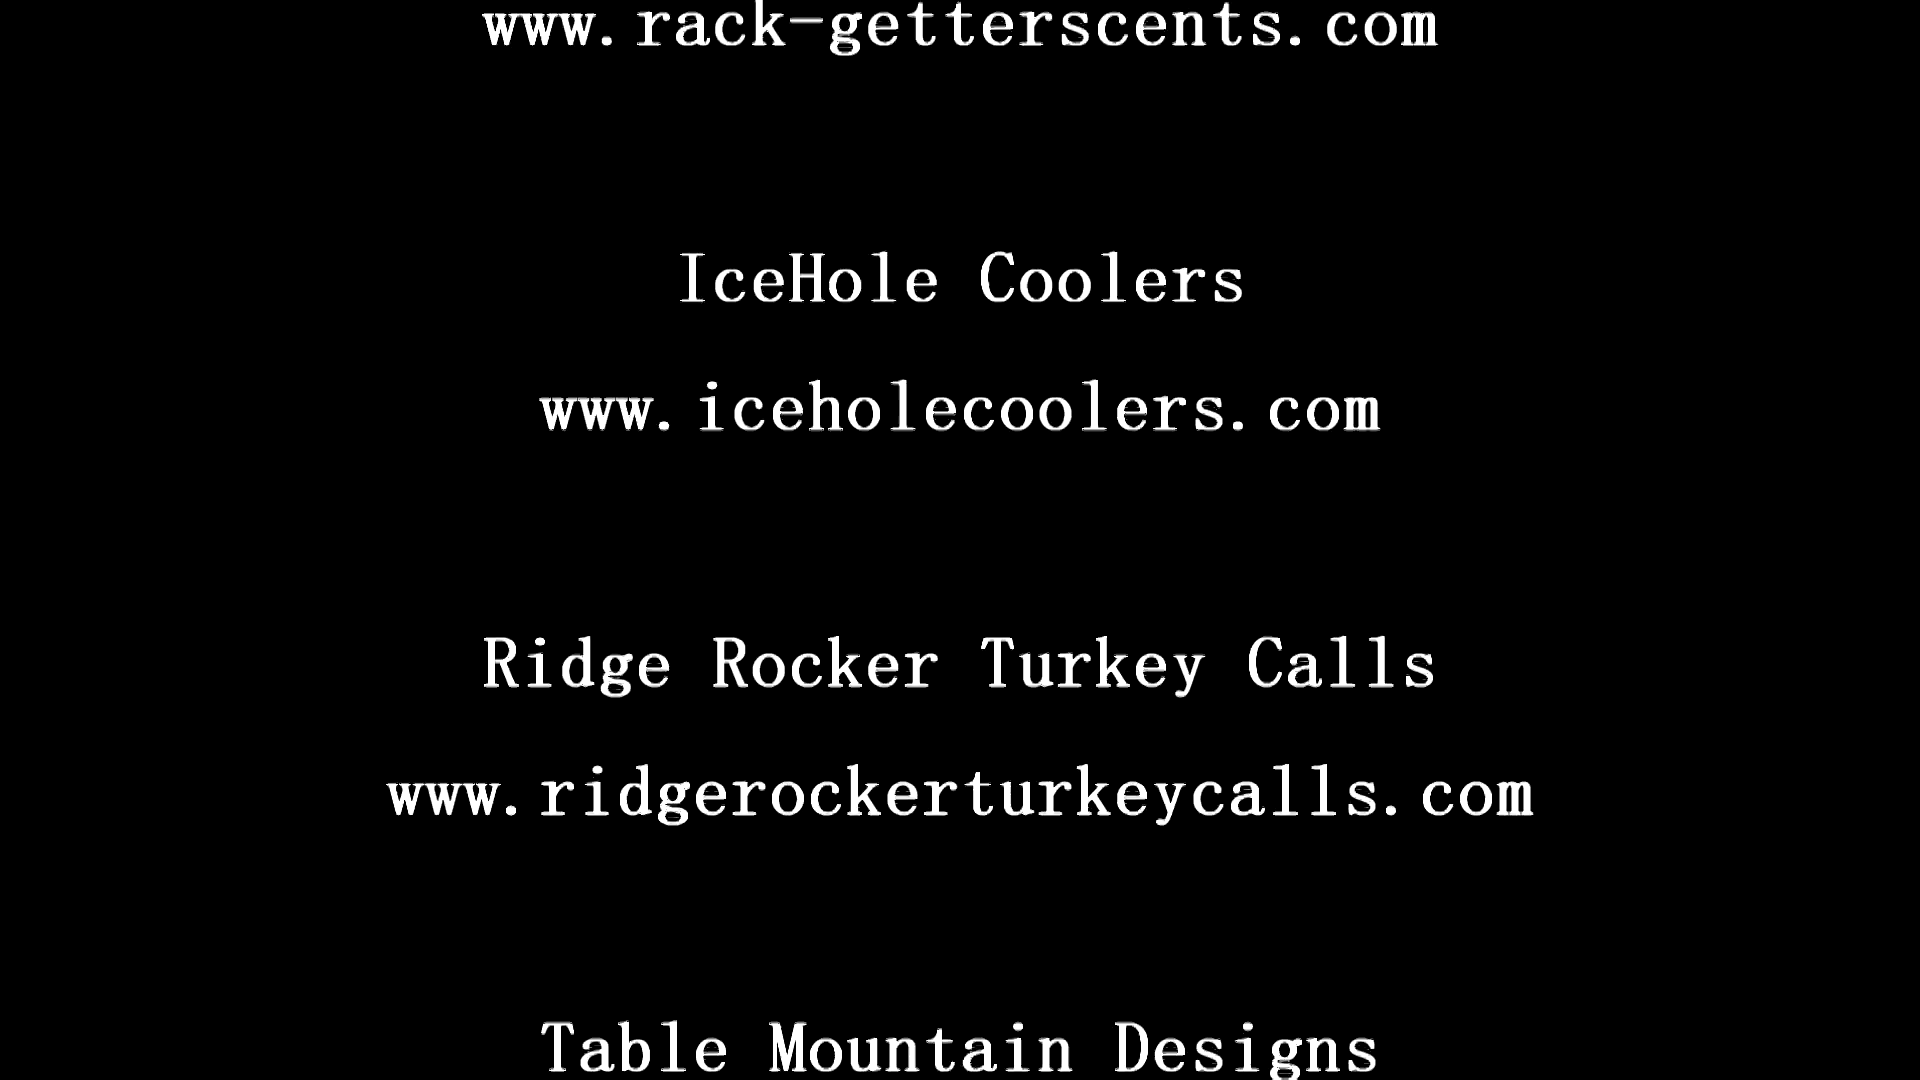 www.rack-getterscents.com
IceHole Coolers
www.iceholecoolers.com
Ridge Rocker Turkey Calls
www.ridgerockerturkeycalls.com
Table Mountain Designs